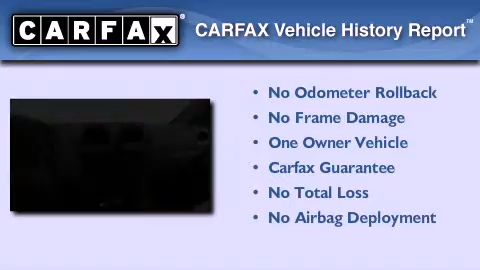 CARFAX® CARFAX Vehicle History Report™
• No Odometer Rollback
• No Frame Damage
• One Owner Vehicle
• Carfax Guarantee
• No Total Loss
• No Airbag Deployment